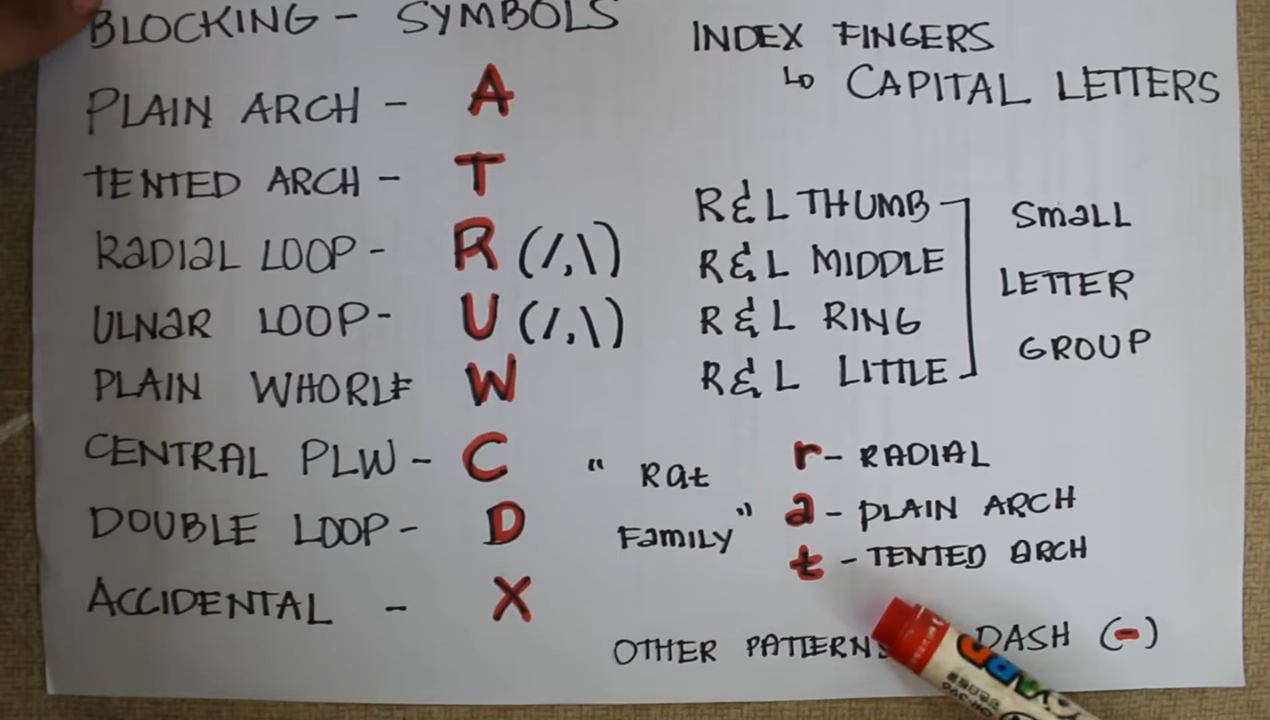 BLOCKING - SYMBOLS
PLAIN ARCH - A
TENTED ARCH - T
RADIAL LOOP - R (/,\)
ULNAR LOOP - U (/,\)
PLAIN WHORL - W
CENTRAL PLW - C
DOUBLE LOOP - D
ACCIDENTAL - X
INDEX FINGERS
↳ CAPITAL LETTERS
R & L THUMB
R & L MIDDLE
R & L RING
R & L LITTLE
SMALL
LETTER
GROUP
" Rat
Family "
r - RADIAL
a - PLAIN ARCH
t - TENTED ARCH
OTHER PATTERNS DASH (-)